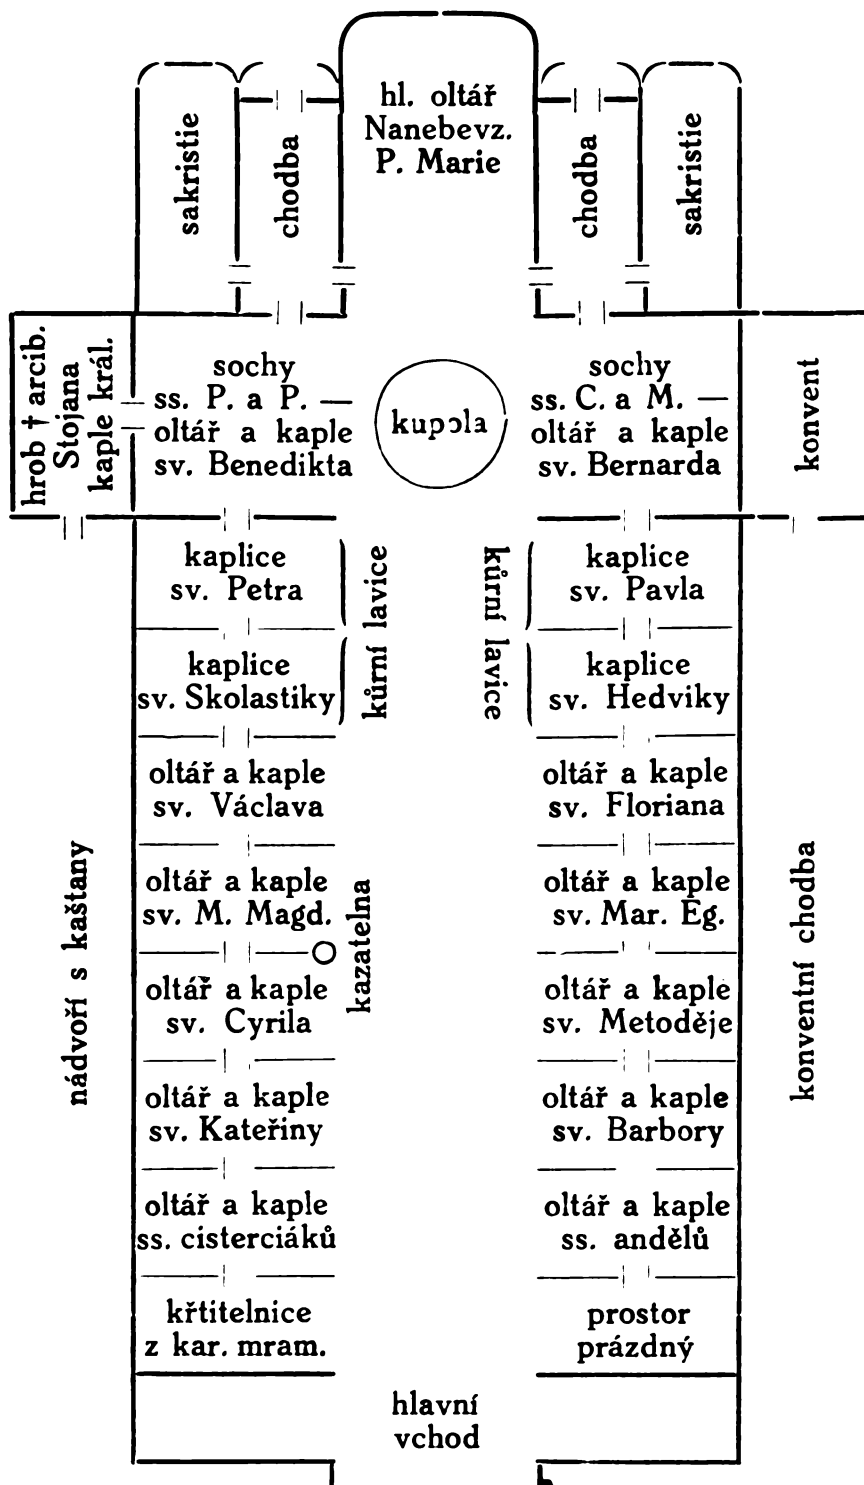 hl. oltář
Nanebevz.
P. Marie
sakristie
chodba
chodba
sakristie
hrob † arcib.
Stojana
kaple král.
sochy
ss. P. a P.
oltář a kaple
sv. Benedikta
kupola
sochy
ss. C. a M.
oltář a kaple
sv. Bernarda
konvent
kaplice
sv. Petra
kůrní lavice
kůrní lavice
kaplice
sv. Pavla
kaplice
sv. Skolastiky
kaplice
sv. Hedviky
oltář a kaple
sv. Václava
oltář a kaple
sv. Floriana
nádvoří s kaštany
oltář a kaple
sv. M. Magd.
kazatelna
oltář a kaple
sv. Mar. Eg.
konventní chodba
oltář a kaple
sv. Cyrila
oltář a kaple
sv. Metoděje
oltář a kaple
sv. Kateřiny
oltář a kaple
sv. Barbory
oltář a kaple
ss. cisterciáků
oltář a kaple
ss. andělů
křtitelnice
z kar. mram.
prostor
prázdný
hlavní
vchod